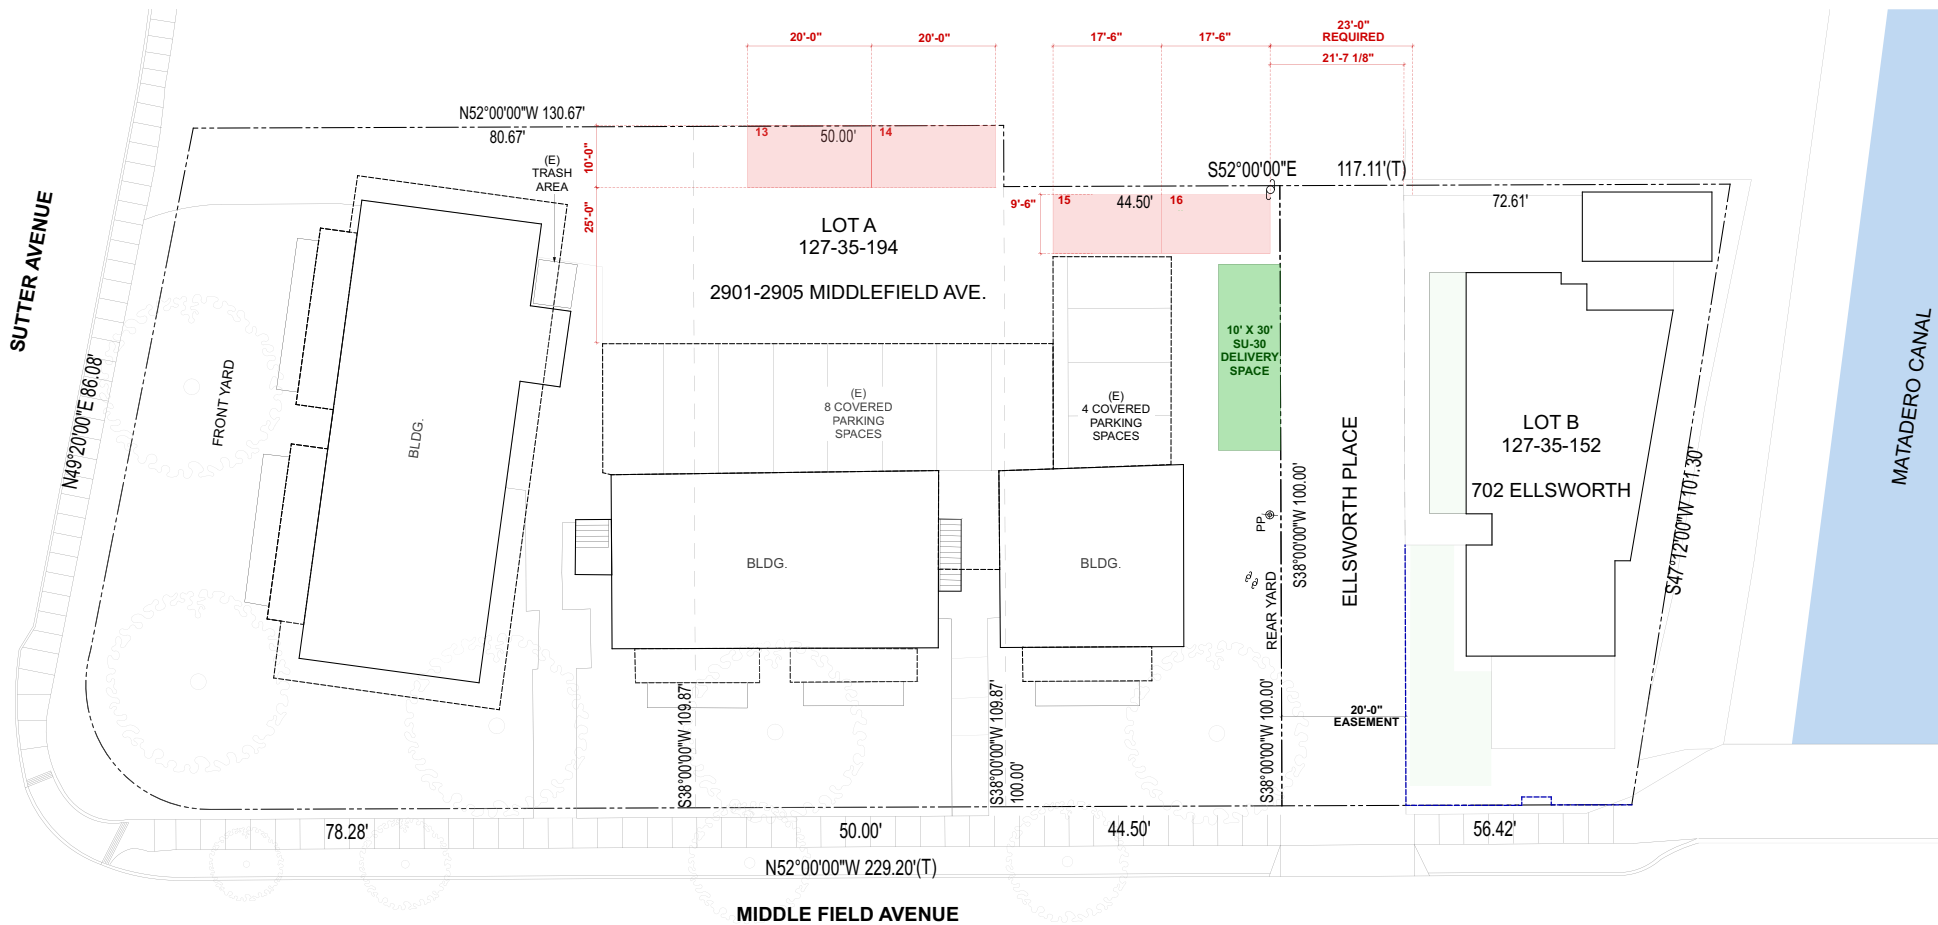 20'-0"
20'-0"
17'-6"
17'-6"
23'-0"
REQUIRED
21'-7 1/8"
N52°00'00"W 130.67'
80.67'
13
50.00'
14
(E)
TRASH
AREA
10'-0"
25'-0"
S52°00'00"E
117.11'(T)
9'-6"
15
44.50'
16
72.61'
LOT A
127-35-194
2901-2905 MIDDLEFIELD AVE.
SUTTER AVENUE
N49°20'00"E 86.08'
FRONT YARD
BLDG.
(E)
8 COVERED
PARKING
SPACES
(E)
4 COVERED
PARKING
SPACES
10' X 30'
SU-30
DELIVERY
SPACE
ELLSWORTH PLACE
LOT B
127-35-152
702 ELLSWORTH
MATADERO CANAL
S47°12'00"W 101.30'
S38°00'00"W 100.00'
PP
REAR YARD
BLDG.
BLDG.
S38°00'00"W 109.87'
S38°00'00"W 109.87'
100.00'
S38°00'00"W 100.00'
20'-0"
EASEMENT
78.28'
50.00'
44.50'
56.42'
N52°00'00"W 229.20'(T)
MIDDLE FIELD AVENUE